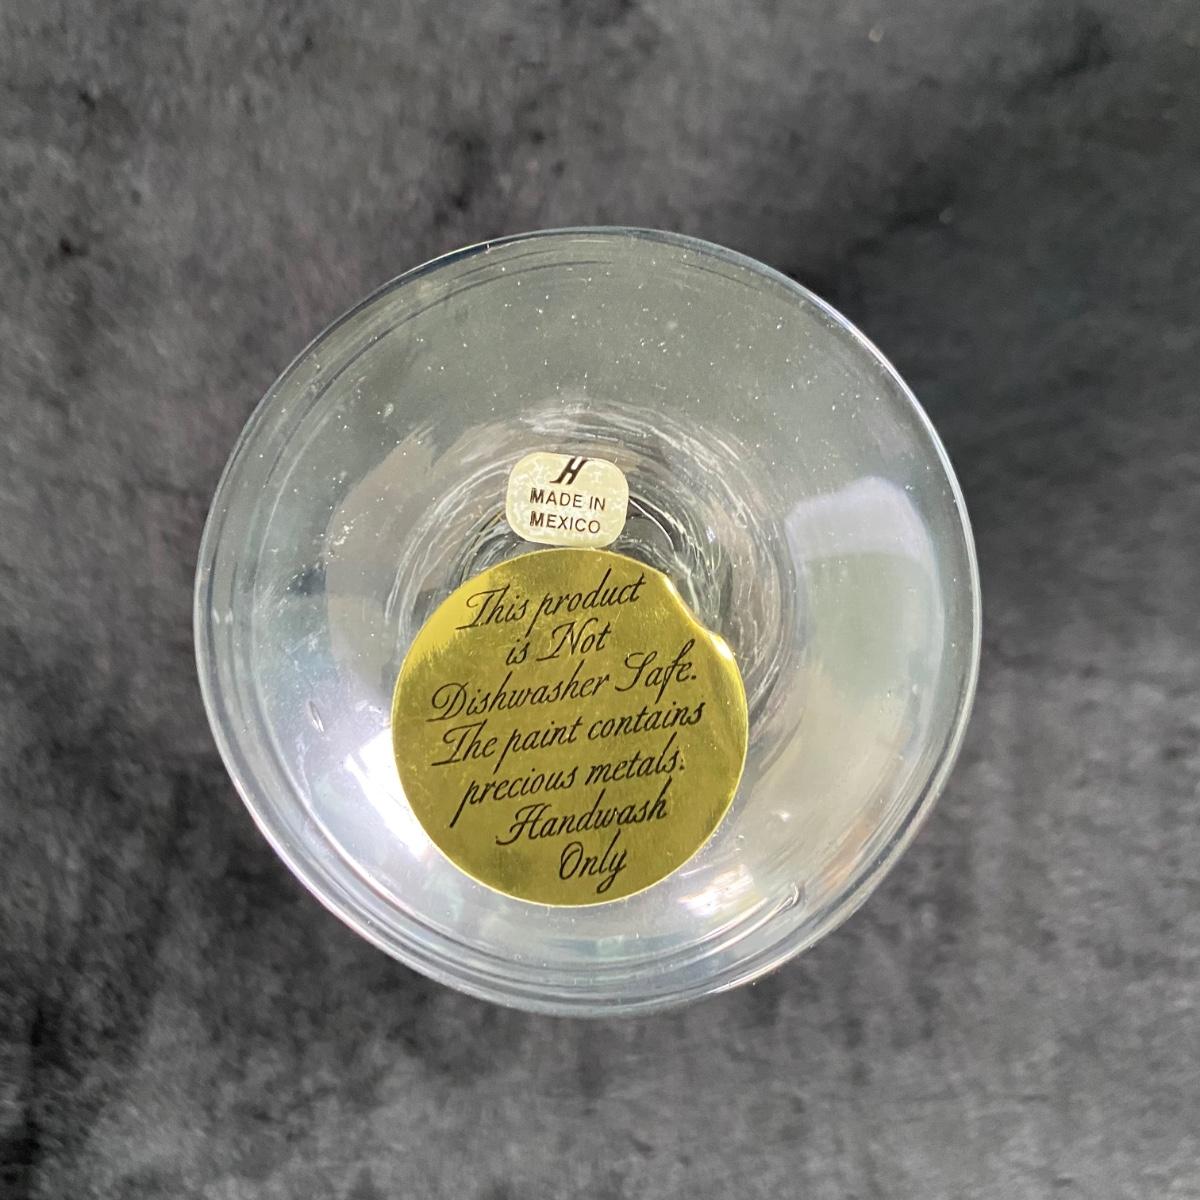 H
MADE IN
MEXICO
This product
is Not
Dishwasher Safe.
The paint contains
precious metals.
Handwash
Only